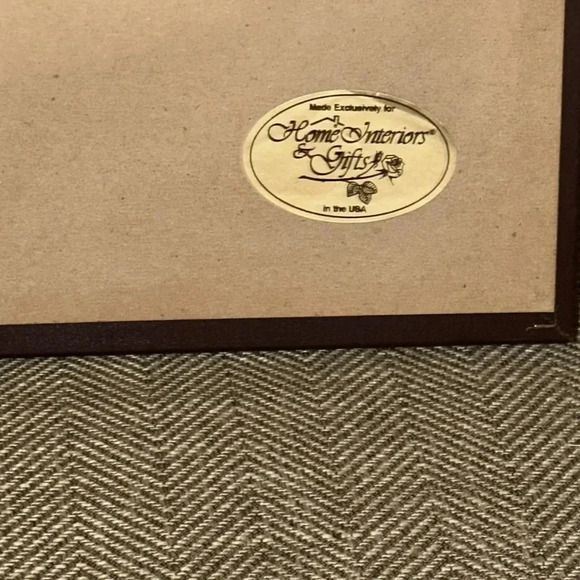 Made Exclusively for
Home Interiors®
& Gifts
in the USA